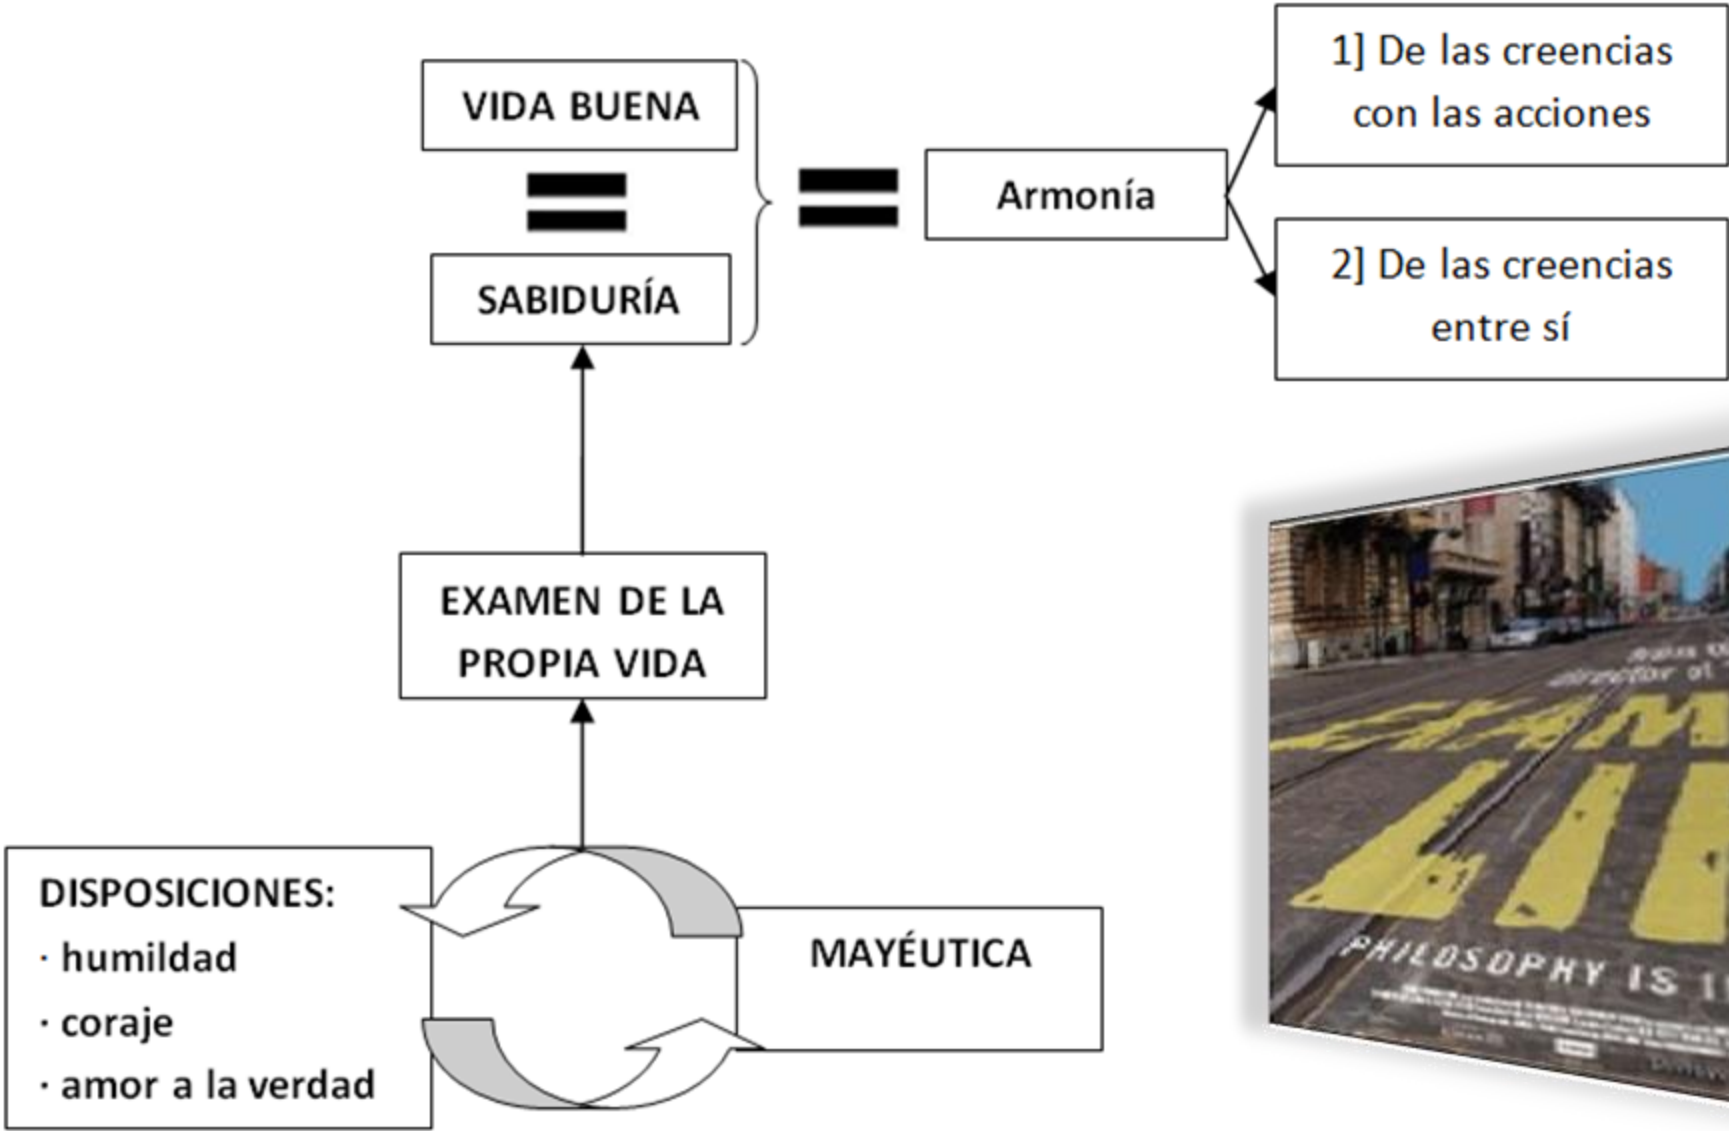 VIDA BUENA
SABIDURÍA
Armonía
1] De las creencias
con las acciones
2] De las creencias
entre sí
EXAMEN DE LA
PROPIA VIDA
DISPOSICIONES:
· humildad
· coraje
· amor a la verdad
MAYÉUTICA
PHILOSOPHY IS